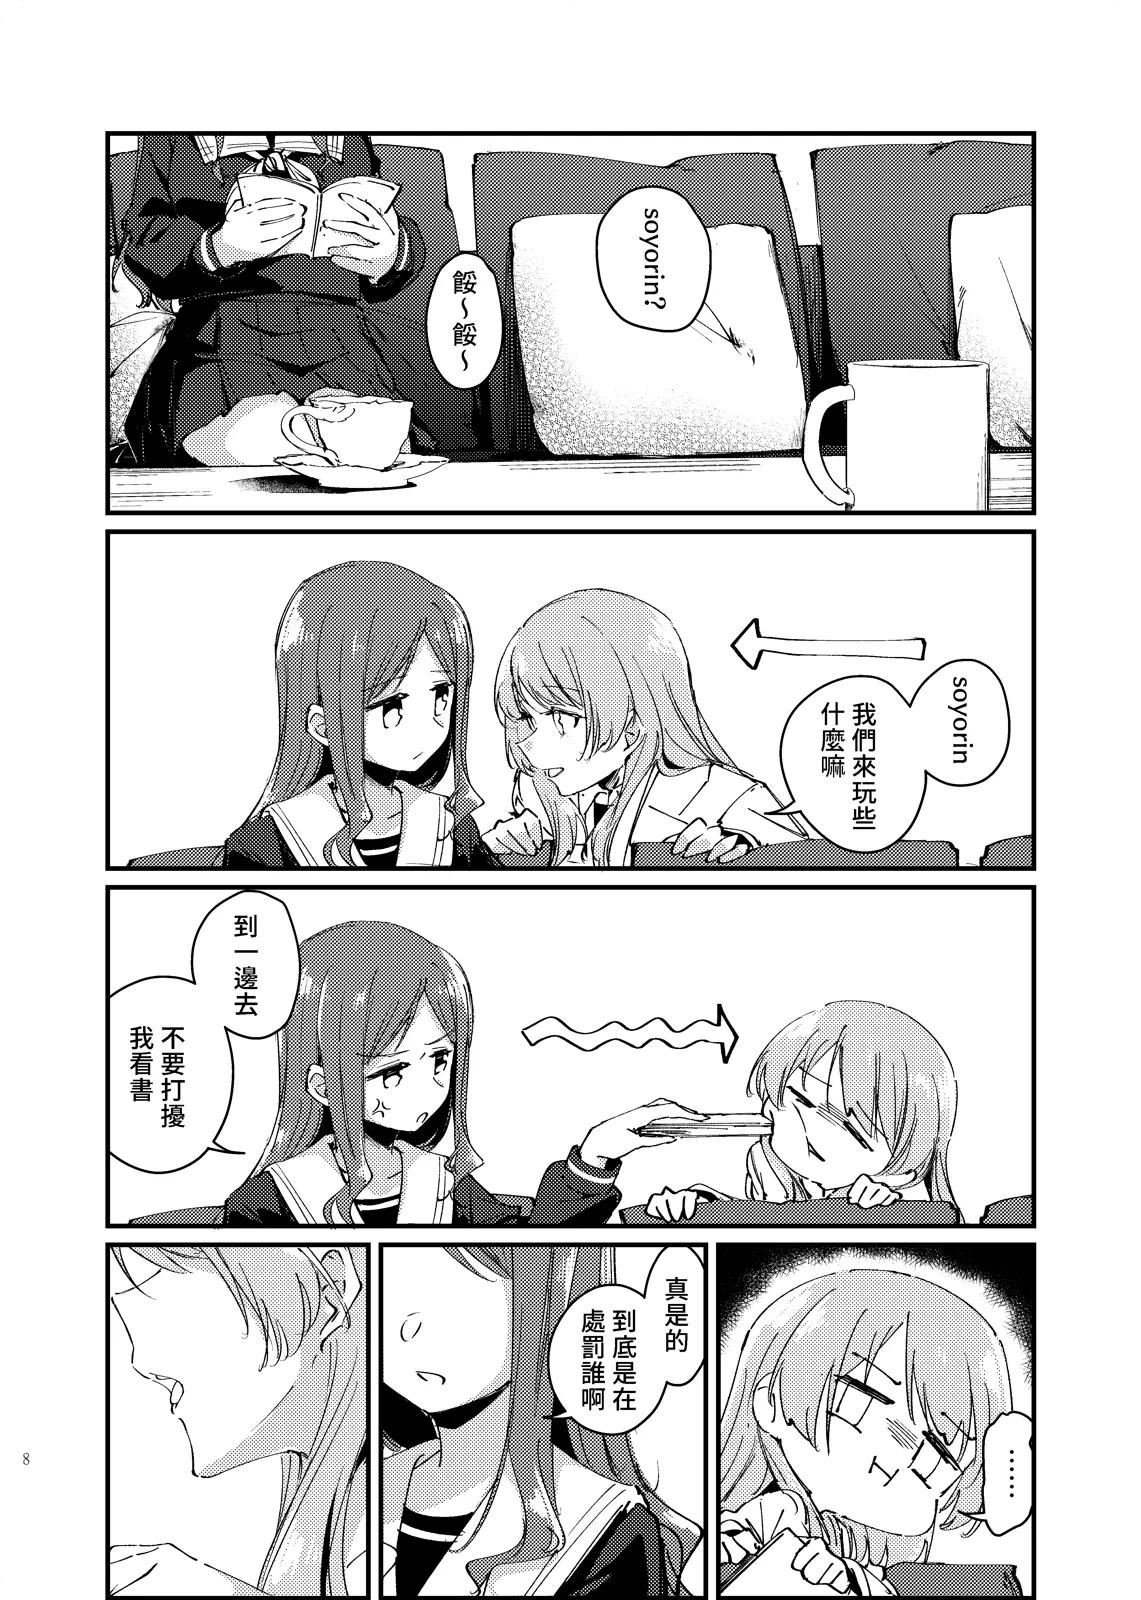 soyorin?
餒～餒～
soyorin
我們來玩些
什麼嘛
到一邊去
不要打擾
我看書
……
真是的
到底是在
處罰誰啊
8